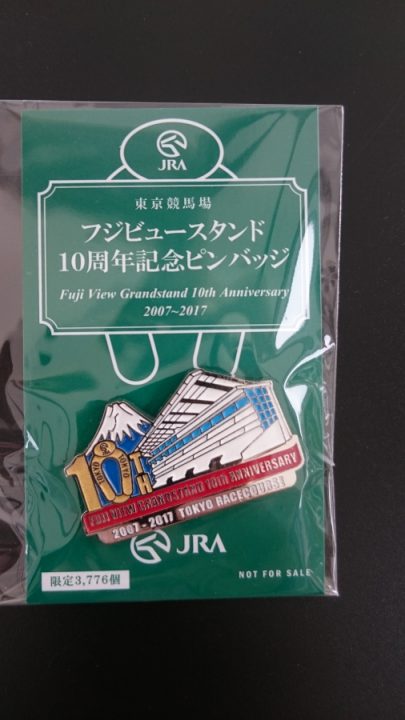 JRA
東京競馬場
フジビュースタンド
10周年記念ピンバッジ
Fuji View Grandstand 10th Anniversary
2007~2017
10TH
TOKYO
FUJI VIEW GRANDSTAND 10TH ANNIVERSARY
2007-2017 TOKYO RACECOURSE
JRA
限定3,776個
NOT FOR SALE